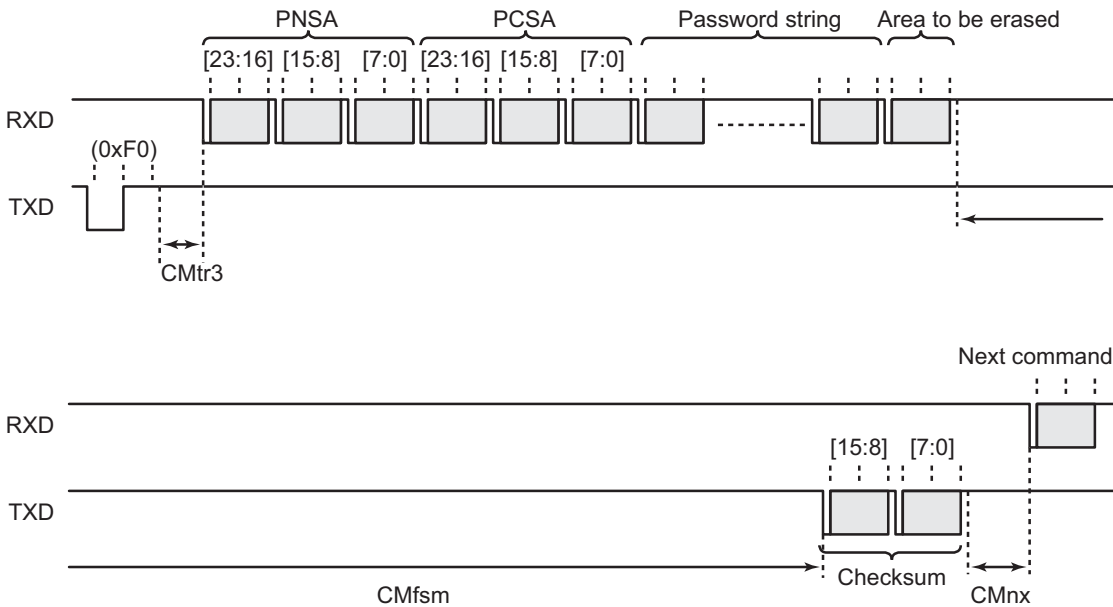 PNSA PCSA Password string Area to be erased
[23:16] [15:8] [7:0] [23:16] [15:8] [7:0]
RXD
(0xF0)
TXD
CMtr3
Next command
RXD
[15:8] [7:0]
TXD
Checksum
CMfsm CMnx